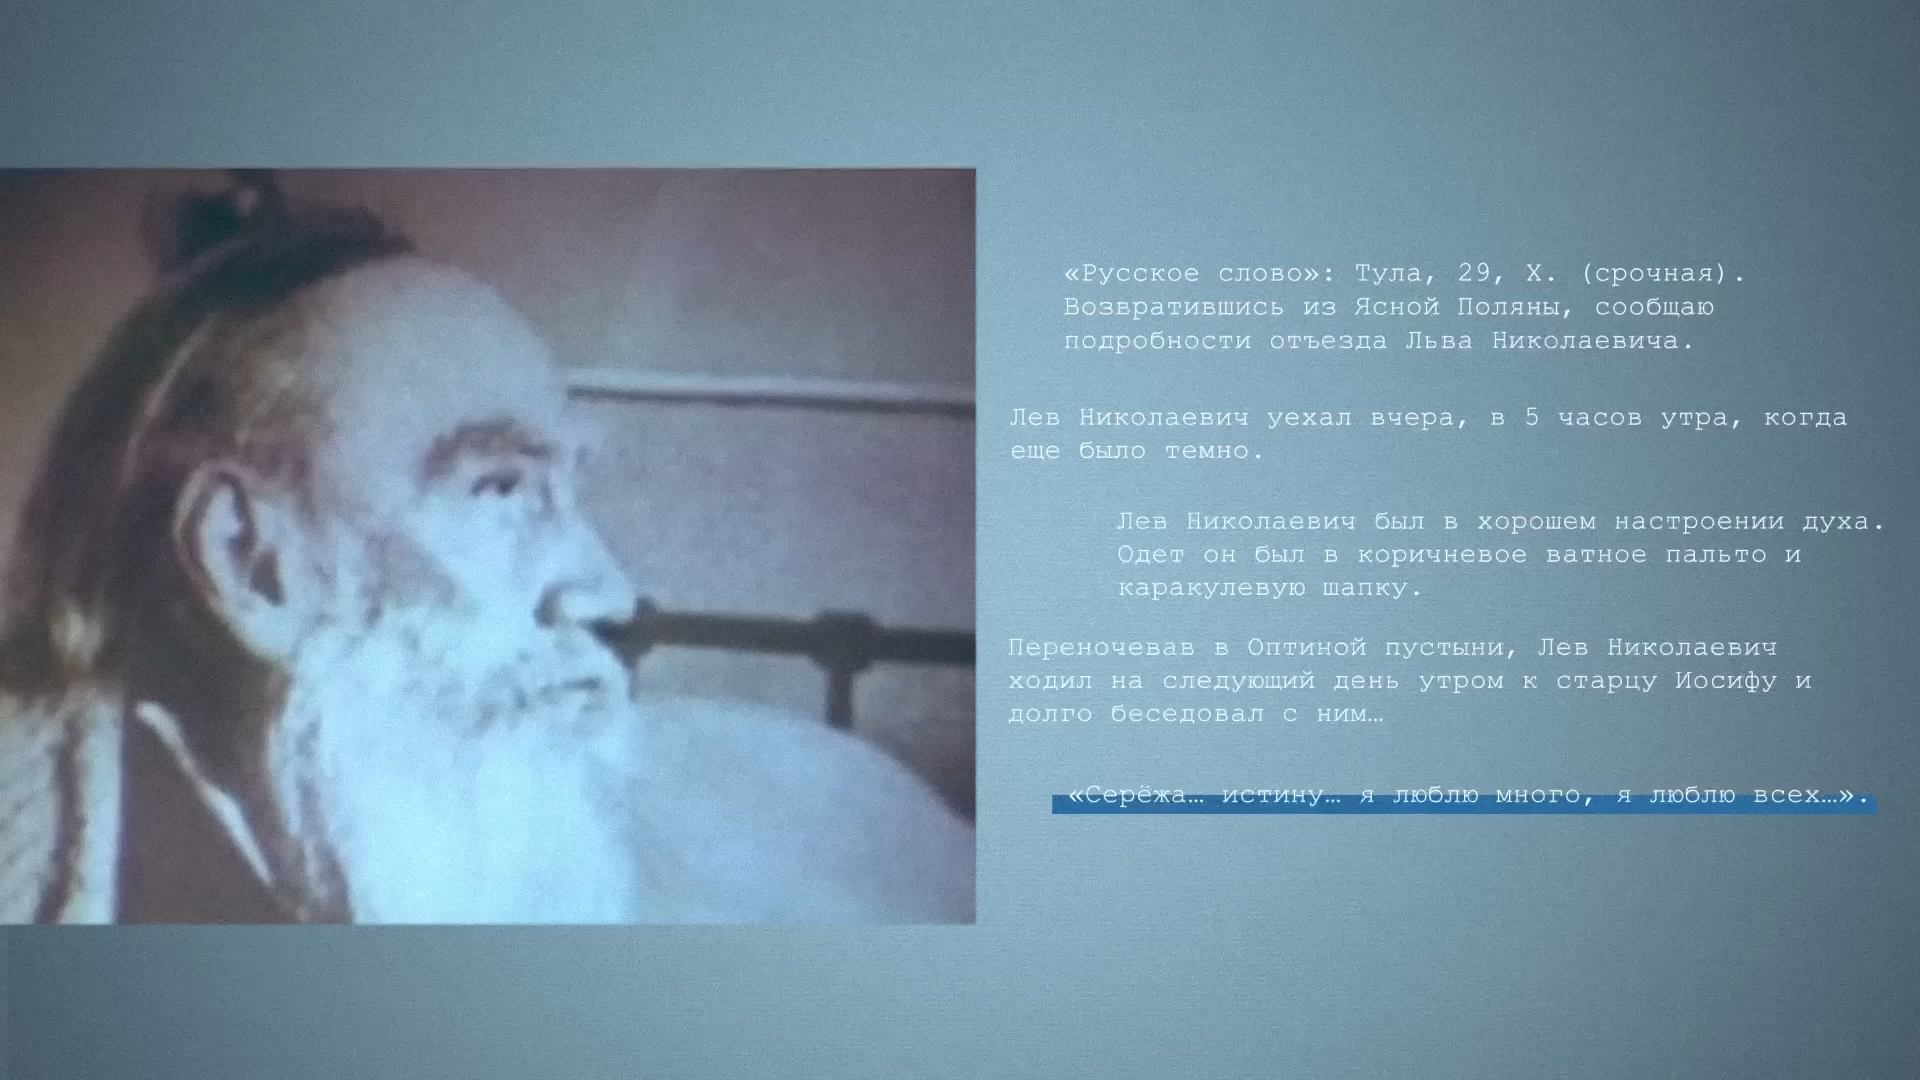 «Русское слово»: Тула, 29, X. (срочная).
Возвратившись из Ясной Поляны, сообщаю
подробности отъезда Льва Николаевича.
Лев Николаевич уехал вчера, в 5 часов утра, когда
еще было темно.
Лев Николаевич был в хорошем настроении духа.
Одет он был в коричневое ватное пальто и
каракулевую шапку.
Переночевав в Оптиной пустыни, Лев Николаевич
ходил на следующий день утром к старцу Иосифу и
долго беседовал с ним…
«Серёжа… истину… я люблю много, я люблю всех…».